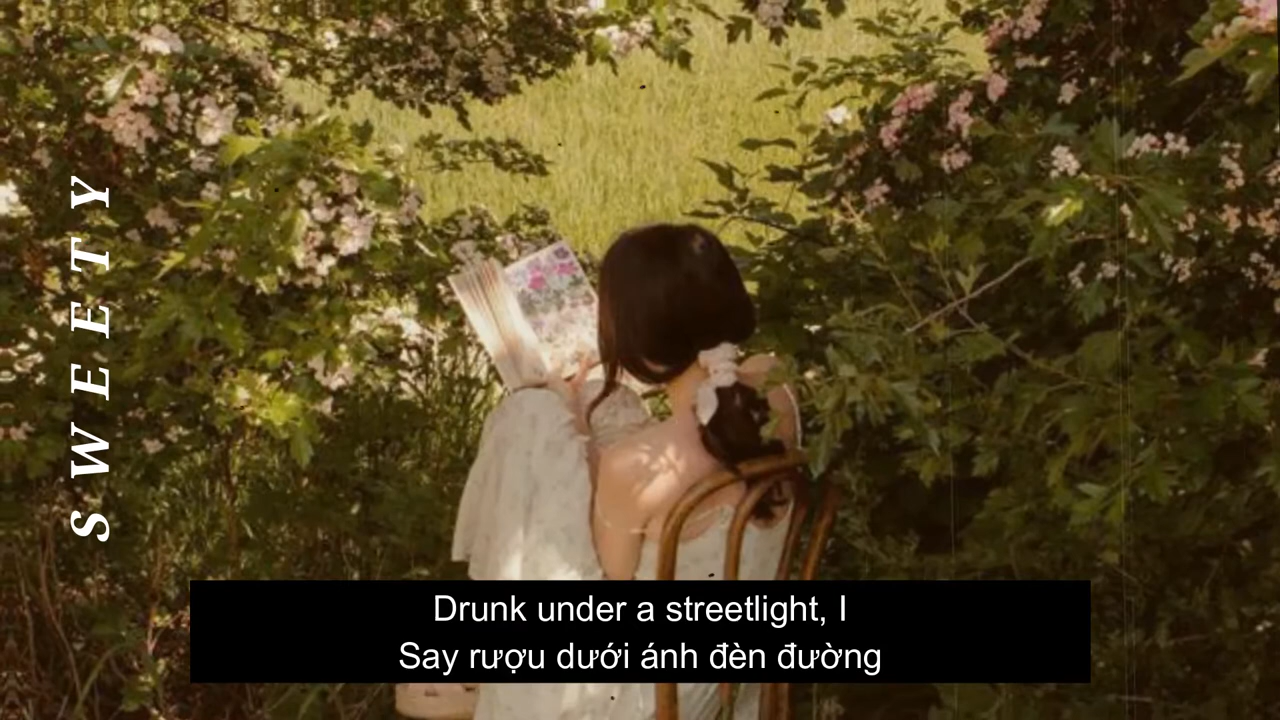 SWEETY
Drunk under a streetlight, I
Say rượu dưới ánh đèn đường